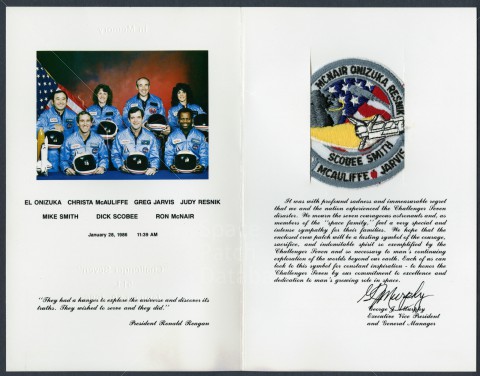 EL ONIZUKA CHRISTA McAULIFFE GREG JARVIS JUDY RESNIK
MIKE SMITH DICK SCOBEE RON McNAIR
January 28, 1986 11:38 AM
"They had a hunger to explore the universe and discover its
truths. They wished to serve and they did."
President Ronald Reagan
McNAIR ONIZUKA RESNIK
SCOBEE SMITH
McAULIFFE JARVIS
It was with profound sadness and immeasurable regret
that we and the nation experienced the Challenger Seven
disaster. We mourn the seven courageous astronauts and, as
members of the "space family," feel a very special and
intense sympathy for their families. We hope that the
enclosed crew patch will be a lasting symbol of the courage,
sacrifice, and indomitable spirit so exemplified by the
Challenger Seven and so necessary to man's continuing
exploration of the worlds beyond our earth. Each of us can
look to this symbol for constant inspiration - to honor the
Challenger Seven by our commitment to excellence and
dedication to man's growing role in space.
George J. Murphy
Executive Vice President
and General Manager